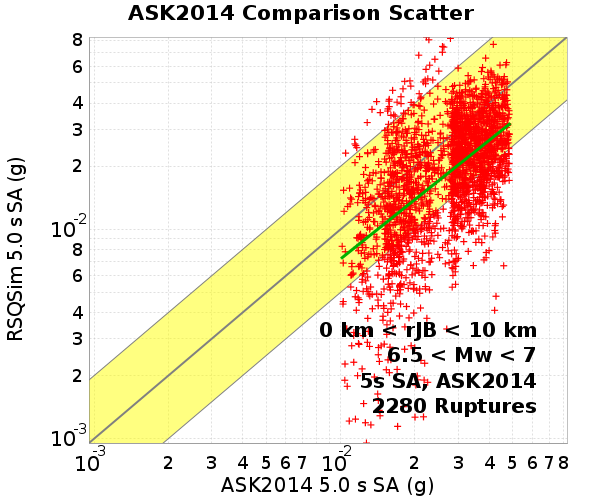 ASK2014 Comparison Scatter
RSQSim 5.0 s SA (g)
8
6
4
3
2
10-2
8
6
4
3
2
10-3
0 km < rJB < 10 km
6.5 < Mw < 7
5s SA, ASK2014
2280 Ruptures
10-3 2 3 4 5 6 7 10-2 2 3 4 5 6 7 8
ASK2014 5.0 s SA (g)